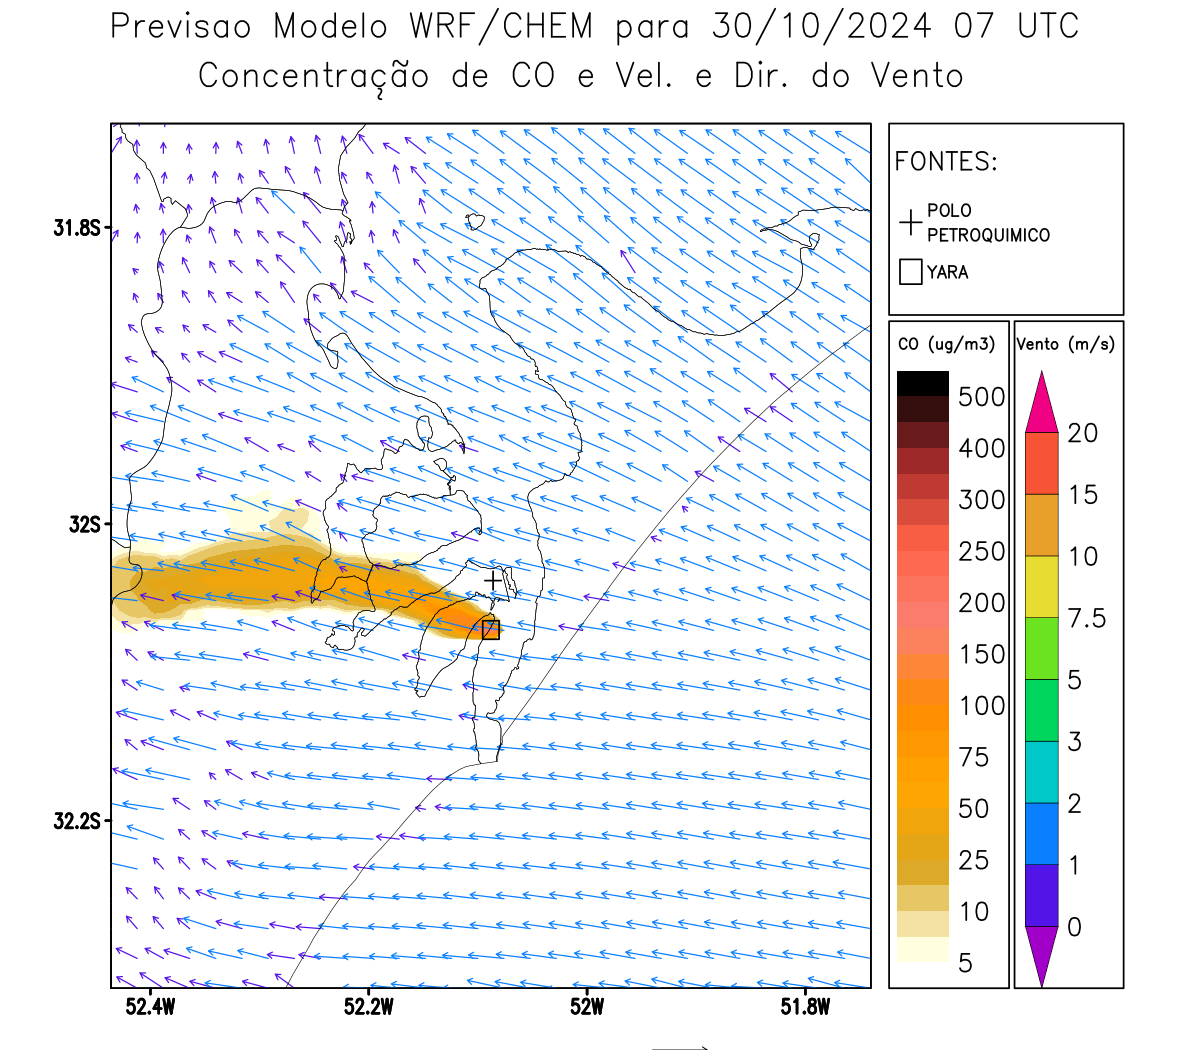 Previsao Modelo WRF/CHEM para 30/10/2024 07 UTC
Concentração de CO e Vel. e Dir. do Vento
FONTES:
POLO
PETROQUIMICO
YARA
CO (ug/m3)
500
400
300
250
200
150
100
75
50
25
10
5
Vento (m/s)
20
15
10
7.5
5
3
2
1
0
31.8S
32S
32.2S
52.4W
52.2W
52W
51.8W